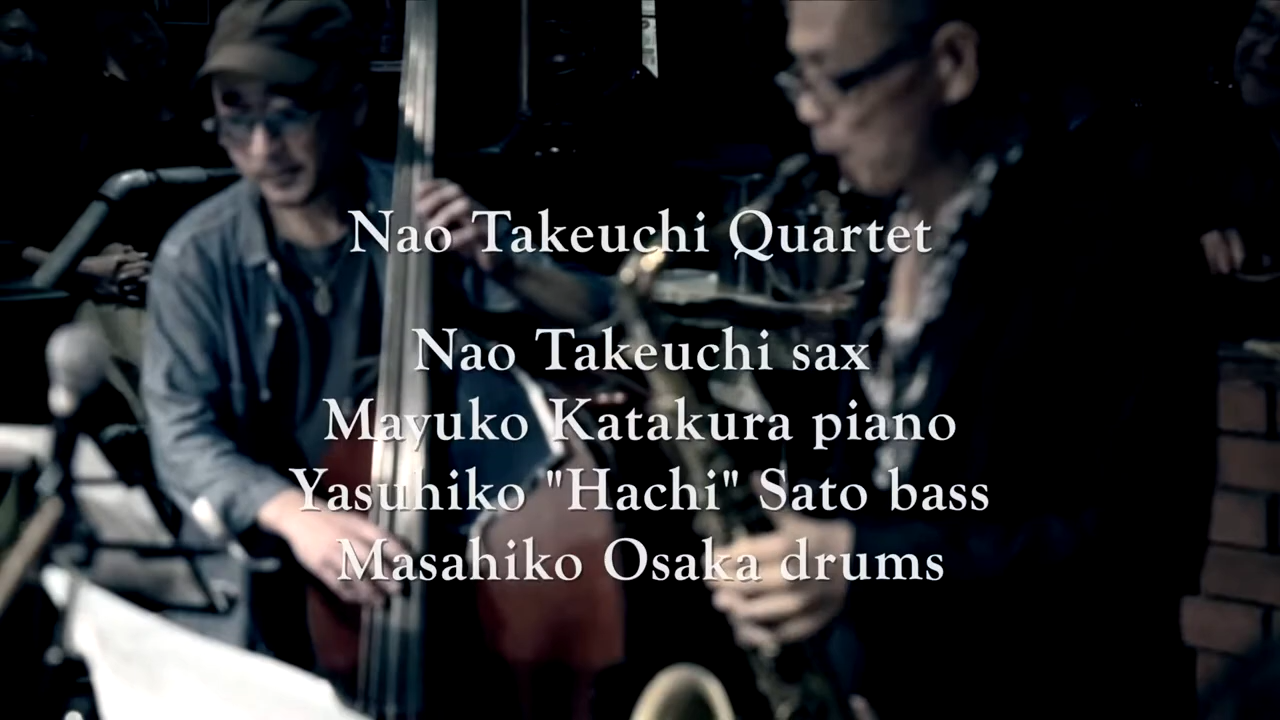 Nao Takeuchi Quartet
Nao Takeuchi sax
Mayuko Katakura piano
Yasuhiko "Hachi" Sato bass
Masahiko Osaka drums